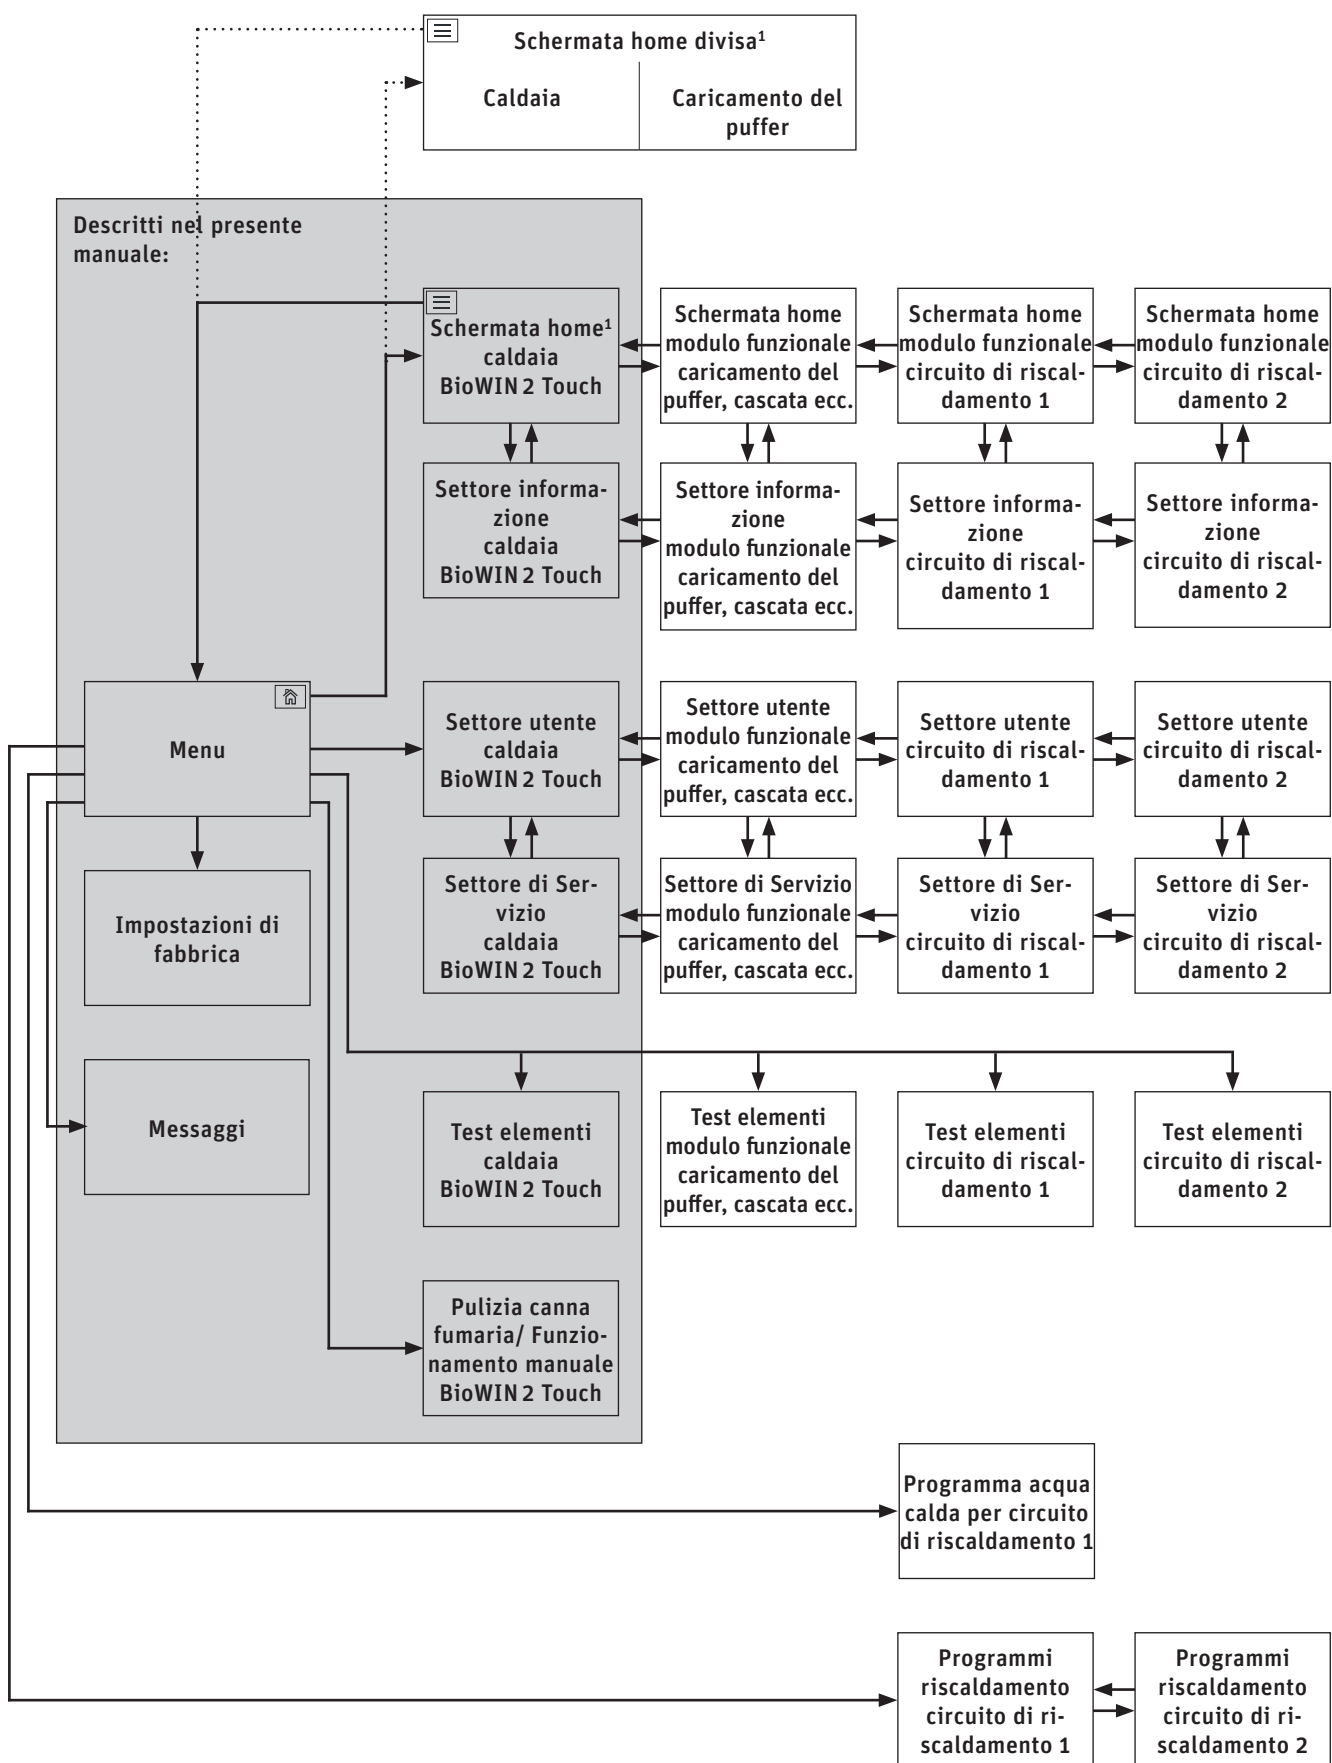 Schermata home divisa¹
Caldaia
Caricamento del
puffer
Descritti nel presente
manuale:
Schermata home¹
caldaia
BioWIN 2 Touch
Schermata home
modulo funzionale
caricamento del
puffer, cascata ecc.
Schermata home
modulo funzionale
circuito di riscal-
damento 1
Schermata home
modulo funzionale
circuito di riscal-
damento 2
Settore informa-
zione
caldaia
BioWIN 2 Touch
Settore informa-
zione
modulo funzionale
caricamento del
puffer, cascata ecc.
Settore informa-
zione
circuito di riscal-
damento 1
Settore informa-
zione
circuito di riscal-
damento 2
Menu
Settore utente
caldaia
BioWIN 2 Touch
Settore utente
modulo funzionale
caricamento del
puffer, cascata ecc.
Settore utente
circuito di riscal-
damento 1
Settore utente
circuito di riscal-
damento 2
Impostazioni di
fabbrica
Settore di Ser-
vizio
caldaia
BioWIN 2 Touch
Settore di Servizio
modulo funzionale
caricamento del
puffer, cascata ecc.
Settore di Ser-
vizio
circuito di riscal-
damento 1
Settore di Ser-
vizio
circuito di riscal-
damento 2
Messaggi
Test elementi
caldaia
BioWIN 2 Touch
Test elementi
modulo funzionale
caricamento del
puffer, cascata ecc.
Test elementi
circuito di riscal-
damento 1
Test elementi
circuito di riscal-
damento 2
Pulizia canna
fumaria/ Funzio-
namento manuale
BioWIN 2 Touch
Programma acqua
calda per circuito
di riscaldamento 1
Programmi
riscaldamento
circuito di ri-
scaldamento 1
Programmi
riscaldamento
circuito di ri-
scaldamento 2